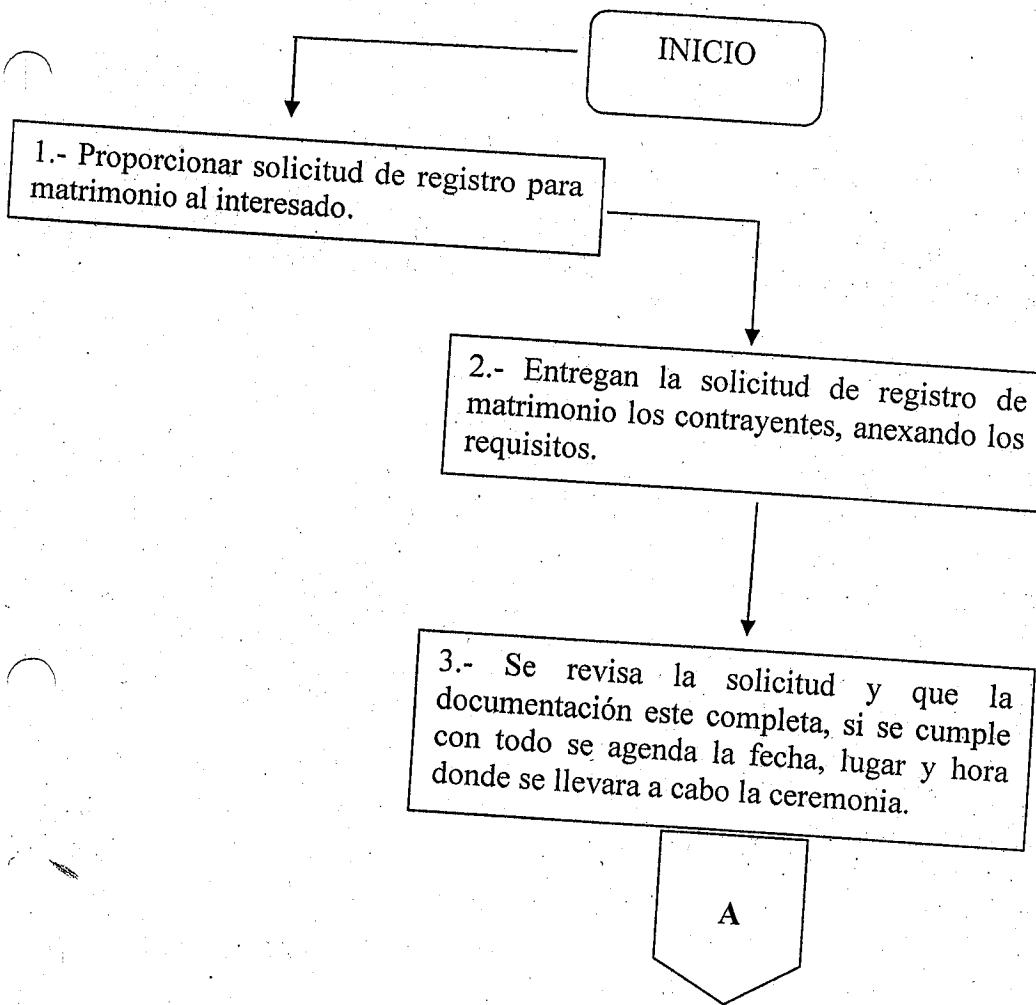 INICIO
1.- Proporcionar solicitud de registro para
matrimonio al interesado.
2.- Entregan la solicitud de registro de
matrimonio los contrayentes, anexando los
requisitos.
3.- Se revisa la solicitud y que la
documentación este completa, si se cumple
con todo se agenda la fecha, lugar y hora
donde se llevara a cabo la ceremonia.
A